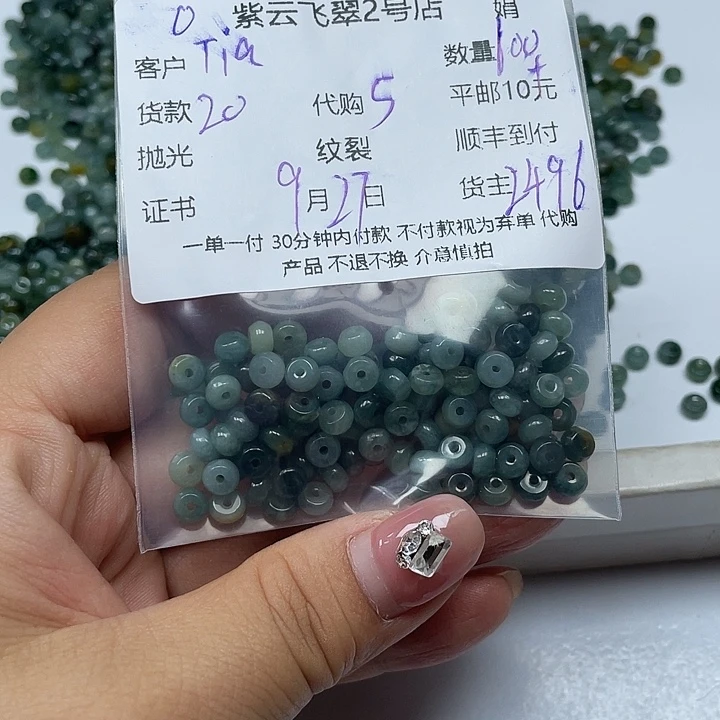 0 紫云飞翠2号店 娟
客户 Tia 数量 100+
货款 20 代购 5 平邮10元
抛光 纹裂 顺丰到付
证书 9月27日 货主 2496
一单一付 30分钟内付款 不付款视为弃单 代购
产品 不退不换 介意慎拍